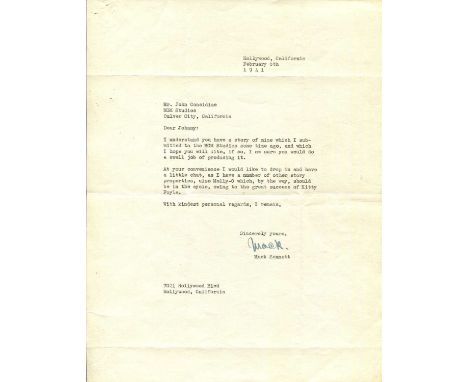 Hollywood, California
February 6th
1941
Mr. John Considine
MGM Studios
Culver City, California
Dear Johnny:
I understand you have a story of mine which I sub-
mitted to the MGM Studios some time ago, and which
I hope you will like, if so, I am sure you would do
a swell job of producing it.
At your convenience I would like to drop in and have
a little chat, as I have a number of other story
properties, also Molly-O which, by the way, should
be in the cycle, owing to the great success of Kitty
Foyle.
With kindest personal regards, I remain,
Sincerely yours,
Mack.
Mack Sennett
7021 Hollywood Blvd
Hollywood, California